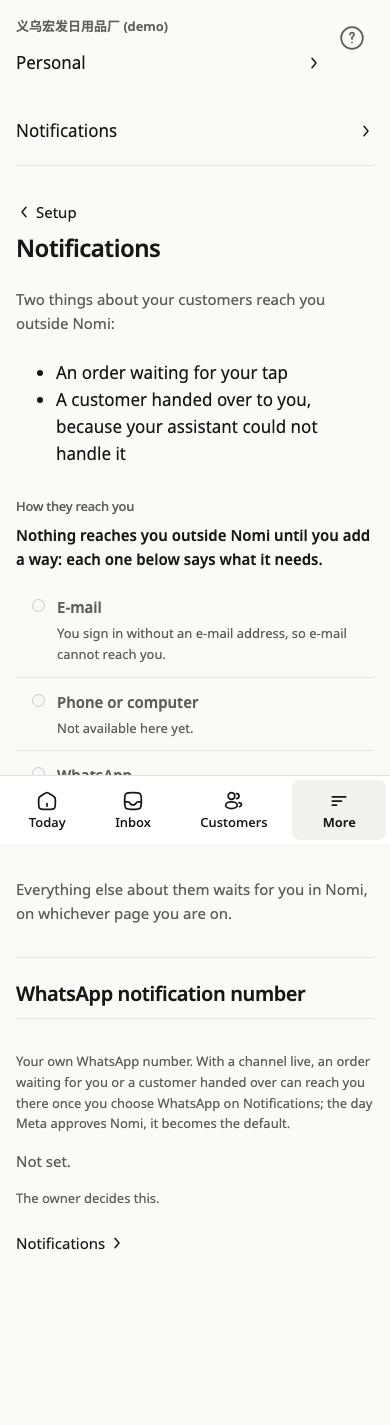 义乌宏发日用品厂 (demo)
Personal
Notifications
Setup
Notifications
Two things about your customers reach you
outside Nomi:
An order waiting for your tap
A customer handed over to you,
because your assistant could not
handle it
How they reach you
Nothing reaches you outside Nomi until you add
a way: each one below says what it needs.
E-mail
You sign in without an e-mail address, so e-mail
cannot reach you.
Phone or computer
Not available here yet.
WhatsApp
Today
Inbox
Customers
More
Everything else about them waits for you in Nomi,
on whichever page you are on.
WhatsApp notification number
Your own WhatsApp number. With a channel live, an order
waiting for you or a customer handed over can reach you
there once you choose WhatsApp on Notifications; the day
Meta approves Nomi, it becomes the default.
Not set.
The owner decides this.
Notifications